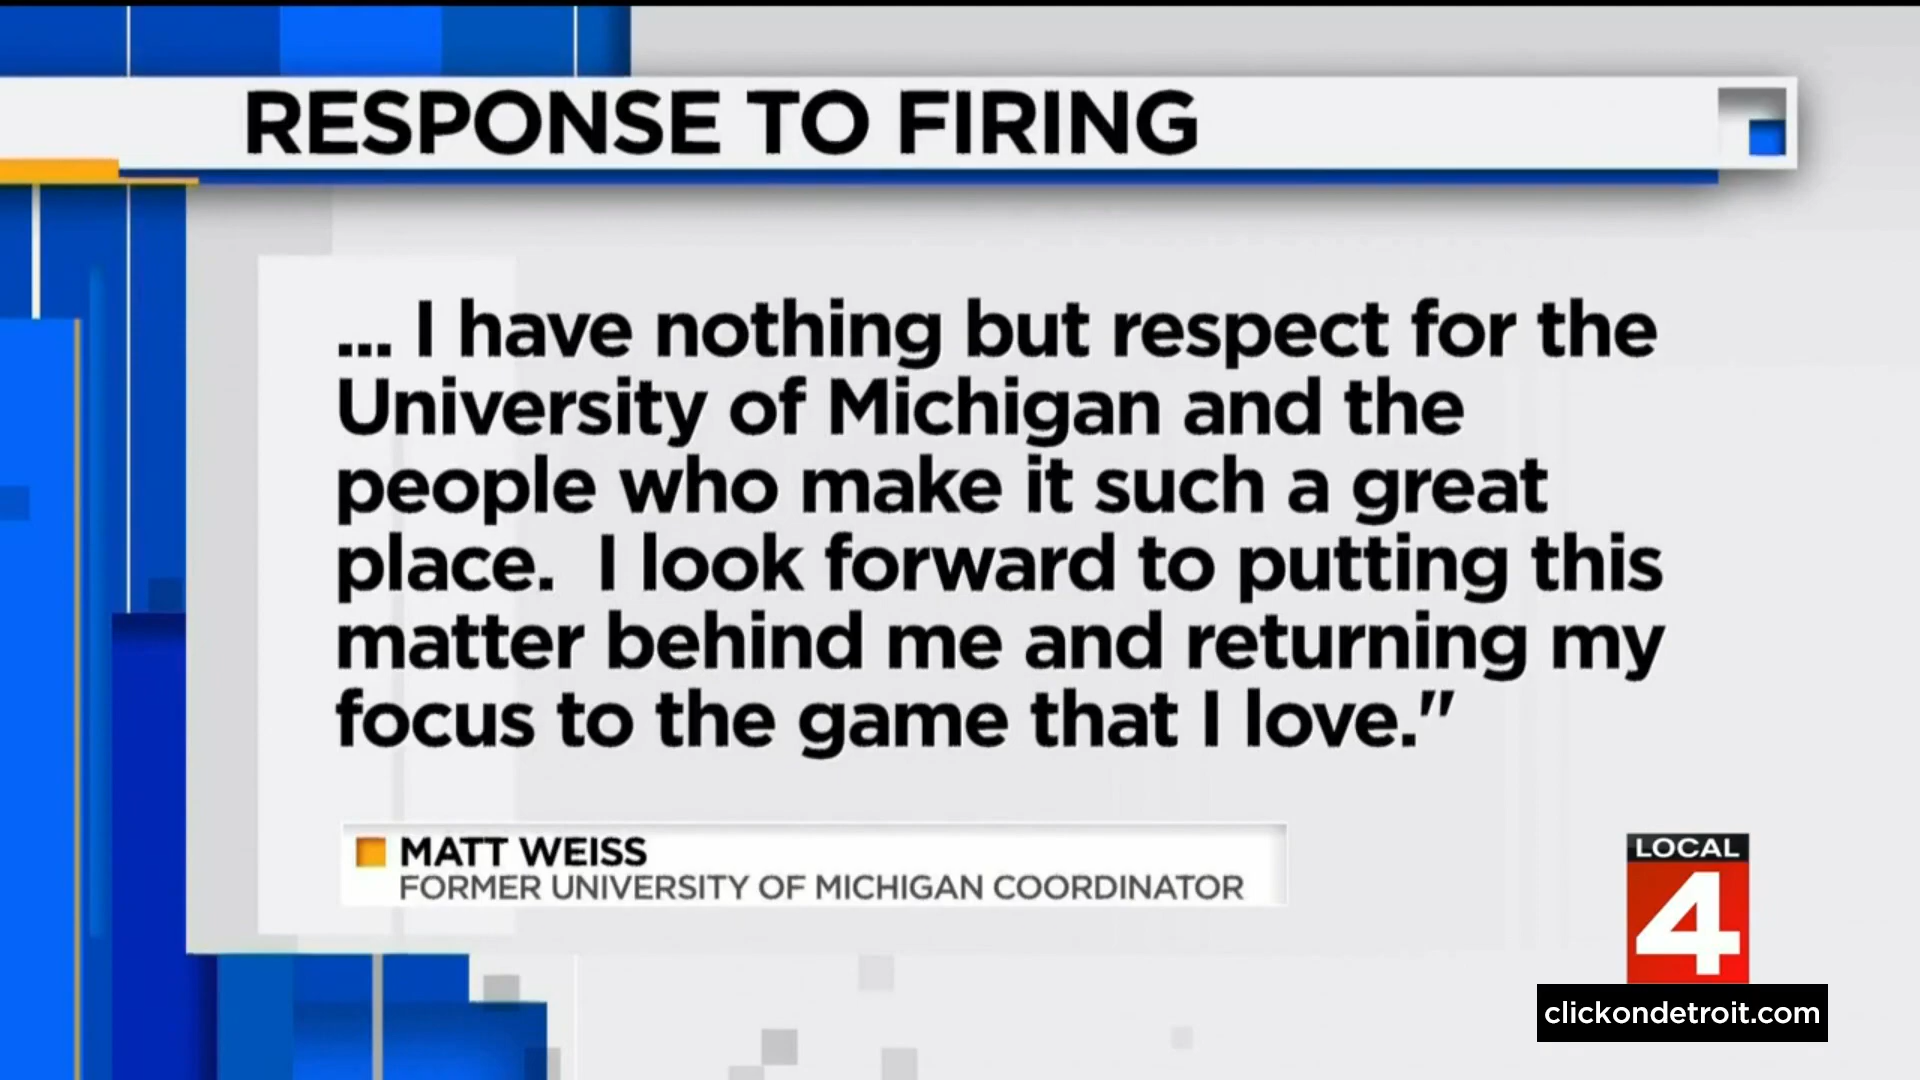 RESPONSE TO FIRING
... I have nothing but respect for the
University of Michigan and the
people who make it such a great
place.  I look forward to putting this
matter behind me and returning my
focus to the game that I love."
MATT WEISS
FORMER UNIVERSITY OF MICHIGAN COORDINATOR
LOCAL
4
clickondetroit.com